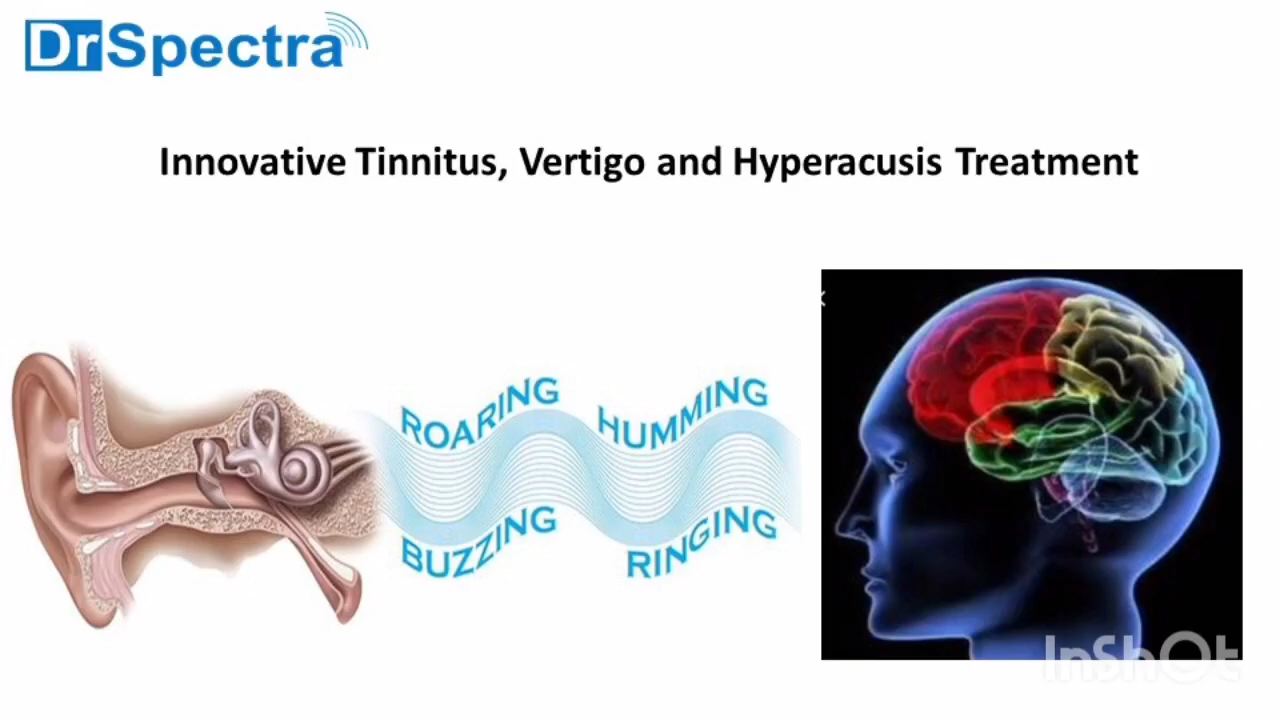 DrSpectra
Innovative Tinnitus, Vertigo and Hyperacusis Treatment
ROARING HUMMING
BUZZING RINGING
InShOt